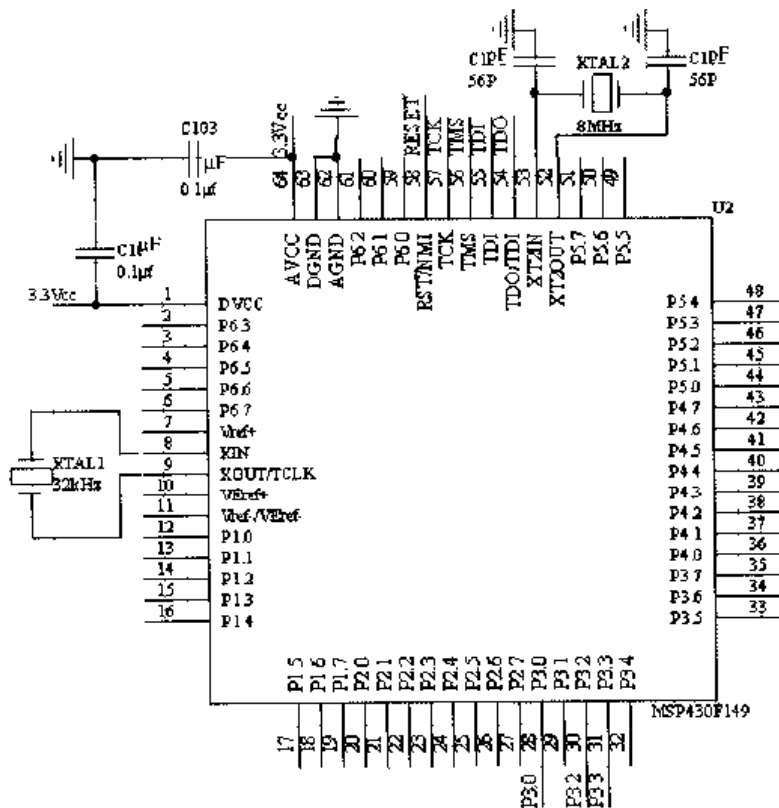 C1PF
56P
XTAL2
C1PF
56P
8MHz
C103
μF
0.1μf
3.3Vcc
RESET
TCK
TMS
TDI
TDO
64
63
62
61
60
59
58
57
56
55
54
53
52
51
50
49
U2
AVCC
DGND
AGND
P6.2
P6.1
P6.0
RST/NMI
TCK
TMS
TDI
TDO/TDI
XT2IN
XT2OUT
P5.7
P5.6
P5.5
0.1μf
3.3Vcc
1 DVCC
2 P6.3
3 P6.4
4 P6.5
5 P6.6
6 P6.7
7 Vref+
8 XIN
9 XOUT/TCLK
10 VEref+
11 Vref-/VEref-
12 P1.0
13 P1.1
14 P1.2
15 P1.3
16 P1.4
XTAL1
32kHz
P5.4 48
P5.3 47
P5.2 46
P5.1 45
P5.0 44
P4.7 43
P4.6 42
P4.5 41
P4.4 40
P4.3 39
P4.2 38
P4.1 37
P4.0 36
P3.7 35
P3.6 34
P3.5 33
P1.5
P1.6
P1.7
P2.0
P2.1
P2.2
P2.3
P2.4
P2.5
P2.6
P2.7
P3.0
P3.1
P3.2
P3.3
P3.4
MSP430F149
17
18
19
20
21
22
23
24
25
26
27
28
29
30
31
32
P3.0
P3.2
P3.3